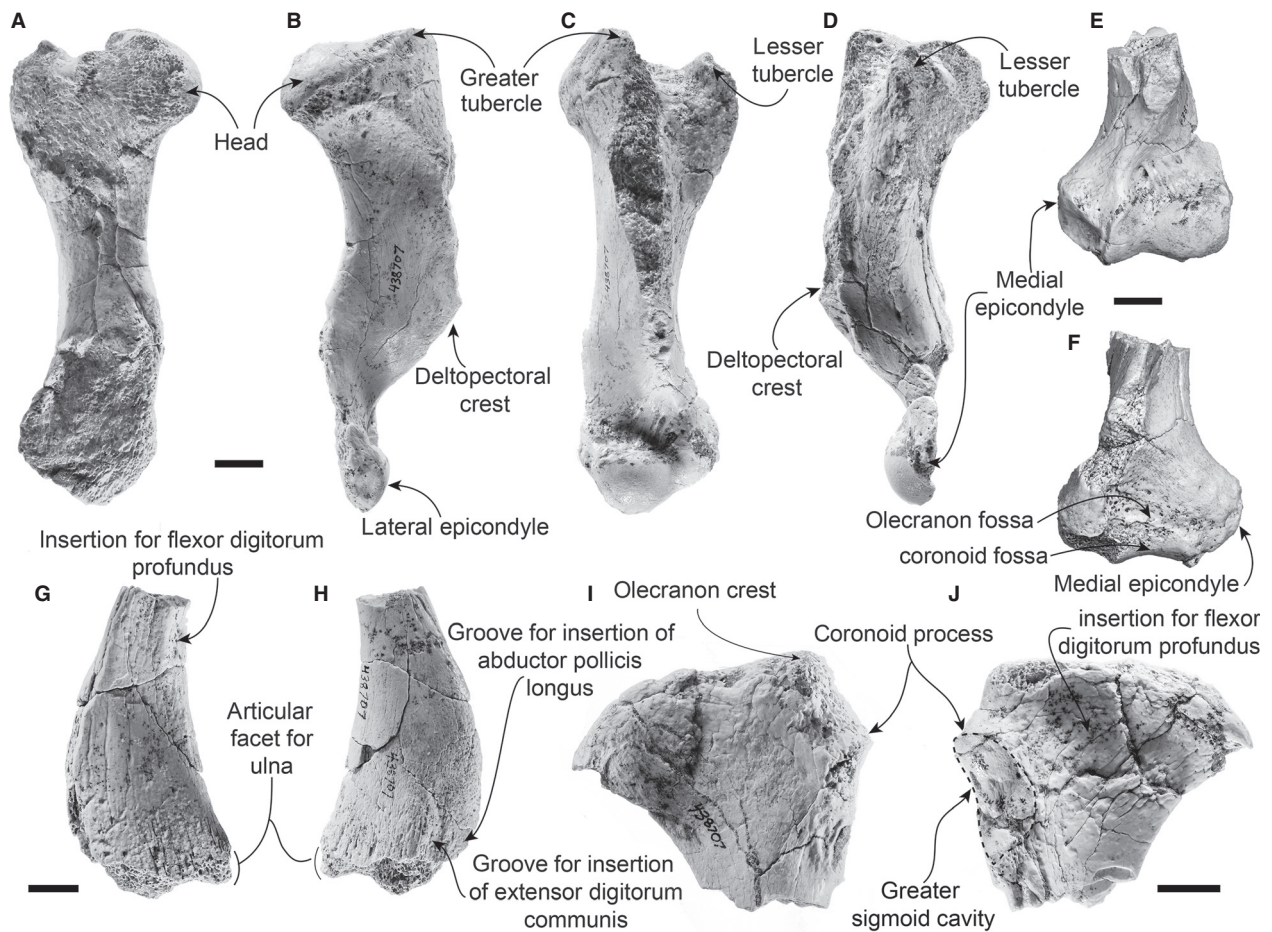 A
B
C
D
E
Greater
tubercle
Lesser
tubercle
Lesser
tubercle
Head
438707
438707
Medial
epicondyle
Deltopectoral
crest
Deltopectoral
crest
F
Lateral epicondyle
Olecranon fossa
coronoid fossa
Medial epicondyle
Insertion for flexor digitorum
profundus
G
H
I
J
Olecranon crest
Groove for insertion of
abductor pollicis
longus
Coronoid process
insertion for flexor
digitorum profundus
Articular
facet for
ulna
438707
438707
438707
Groove for insertion
of extensor digitorum
communis
Greater
sigmoid cavity